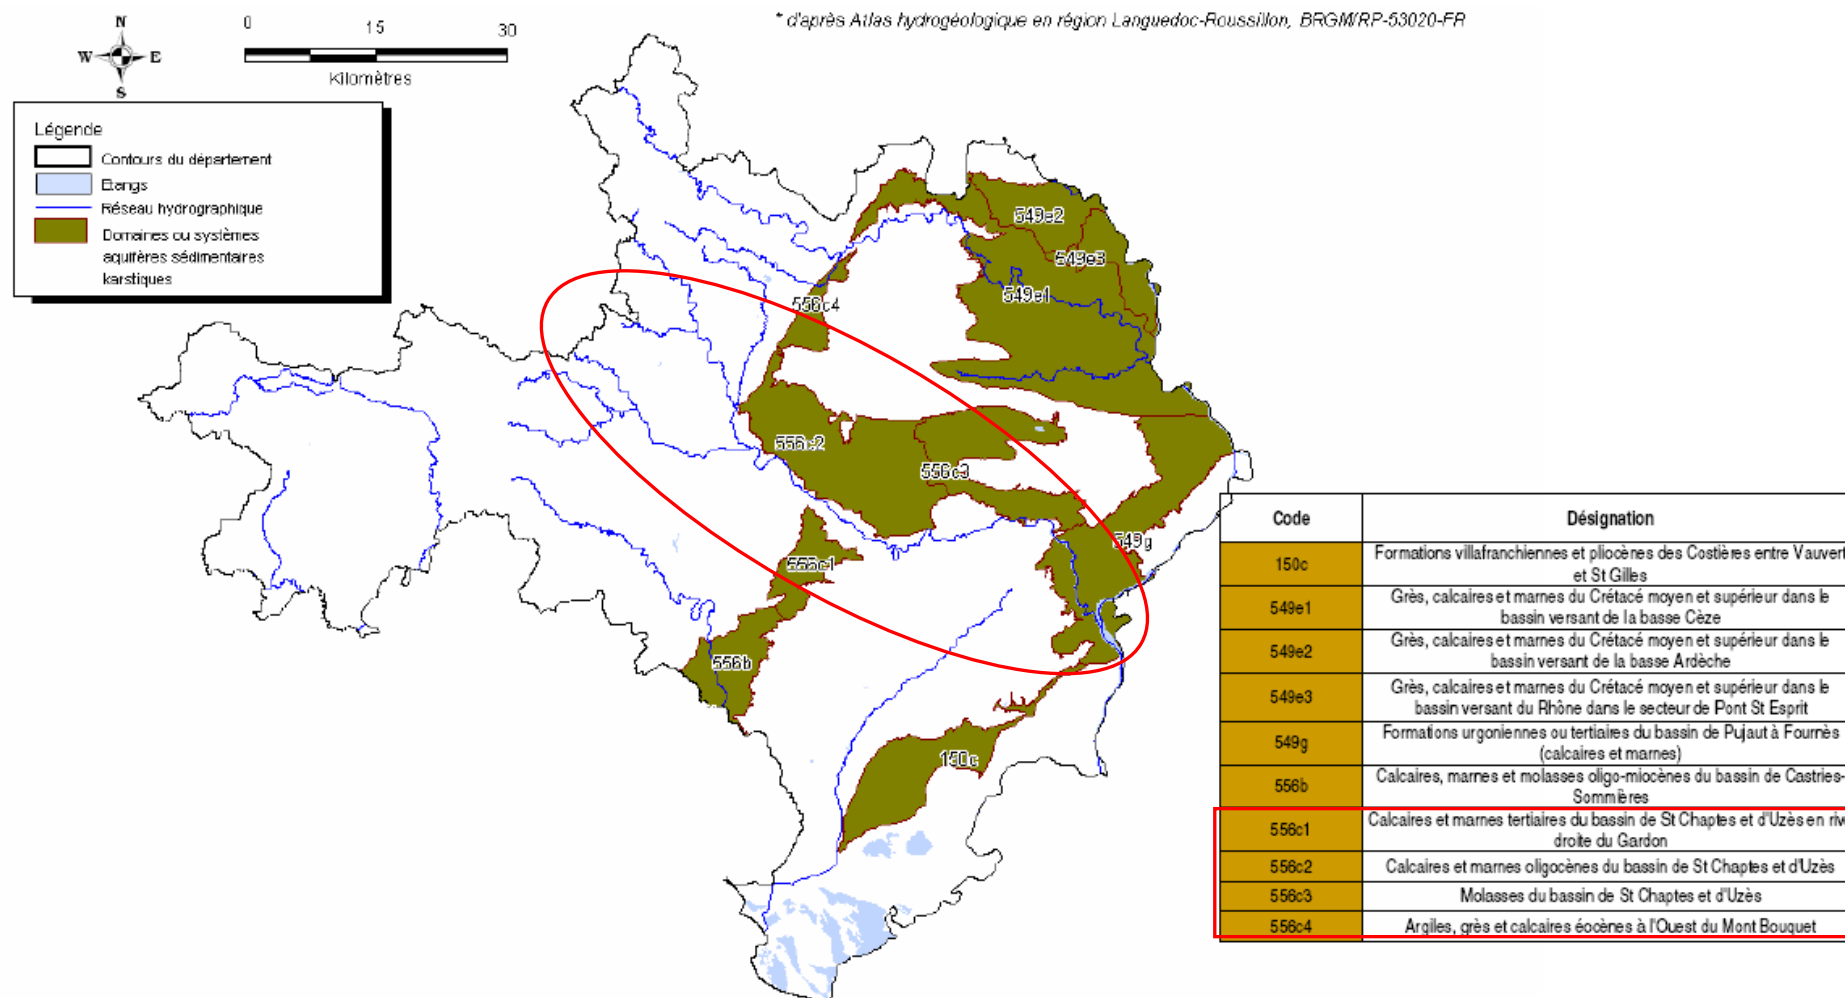 * d'après Atlas hydrogéologique en région Languedoc-Roussillon, BRGM/RP-53020-FR
N
W E
S
0 15 30
Kilomètres
Légende
Contours du département
Etangs
Réseau hydrographique
Domaines ou systèmes
aquifères sédimentaires
karstiques
549e2
549e3
549e1
556c4
556c2
556c3
549g
556c1
556b
150c
Code Désignation
150c Formations villafranchiennes et pliocènes des Costières entre Vauvert
et St Gilles
549e1 Grès, calcaires et marnes du Crétacé moyen et supérieur dans le
bassin versant de la basse Cèze
549e2 Grès, calcaires et marnes du Crétacé moyen et supérieur dans le
bassin versant de la basse Ardèche
549e3 Grès, calcaires et marnes du Crétacé moyen et supérieur dans le
bassin versant du Rhône dans le secteur de Pont St Esprit
549g Formations urgoniennes ou tertiaires du bassin de Pujaut à Fournès
(calcaires et marnes)
556b Calcaires, marnes et molasses oligo-miocènes du bassin de Castries-
Sommières
556c1 Calcaires et marnes tertiaires du bassin de St Chaptes et d'Uzès en rive
droite du Gardon
556c2 Calcaires et marnes oligocènes du bassin de St Chaptes et d'Uzès
556c3 Molasses du bassin de St Chaptes et d'Uzès
556c4 Argiles, grès et calcaires éocènes à l'Ouest du Mont Bouquet